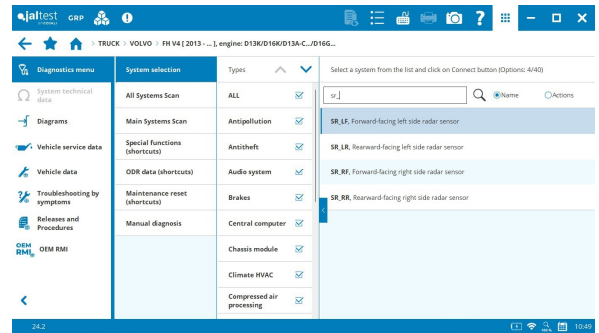 jaltest GRP
by COJALI
> TRUCK > VOLVO > FH V4 [ 2013 - ... ], engine: D13K/D16K/D13A-C.../D16G...
Diagnostics menu
System technical data
Diagrams
Vehicle service data
Vehicle data
Troubleshooting by symptoms
Releases and Procedures
OEM RMI OEM RMI
System selection
All Systems Scan
Main Systems Scan
Special functions (shortcuts)
ODR data (shortcuts)
Maintenance reset (shortcuts)
Manual diagnosis
Types
ALL
Antipollution
Antitheft
Audio system
Brakes
Central computer
Chassis module
Climate HVAC
Compressed air processing
Select a system from the list and click on Connect button (Options: 4/40)
sr_
Name
Actions
SR_LF, Forward-facing left side radar sensor
SR_LR, Rearward-facing left side radar sensor
SR_RF, Forward-facing right side radar sensor
SR_RR, Rearward-facing right side radar sensor
24.2
100%
10:49